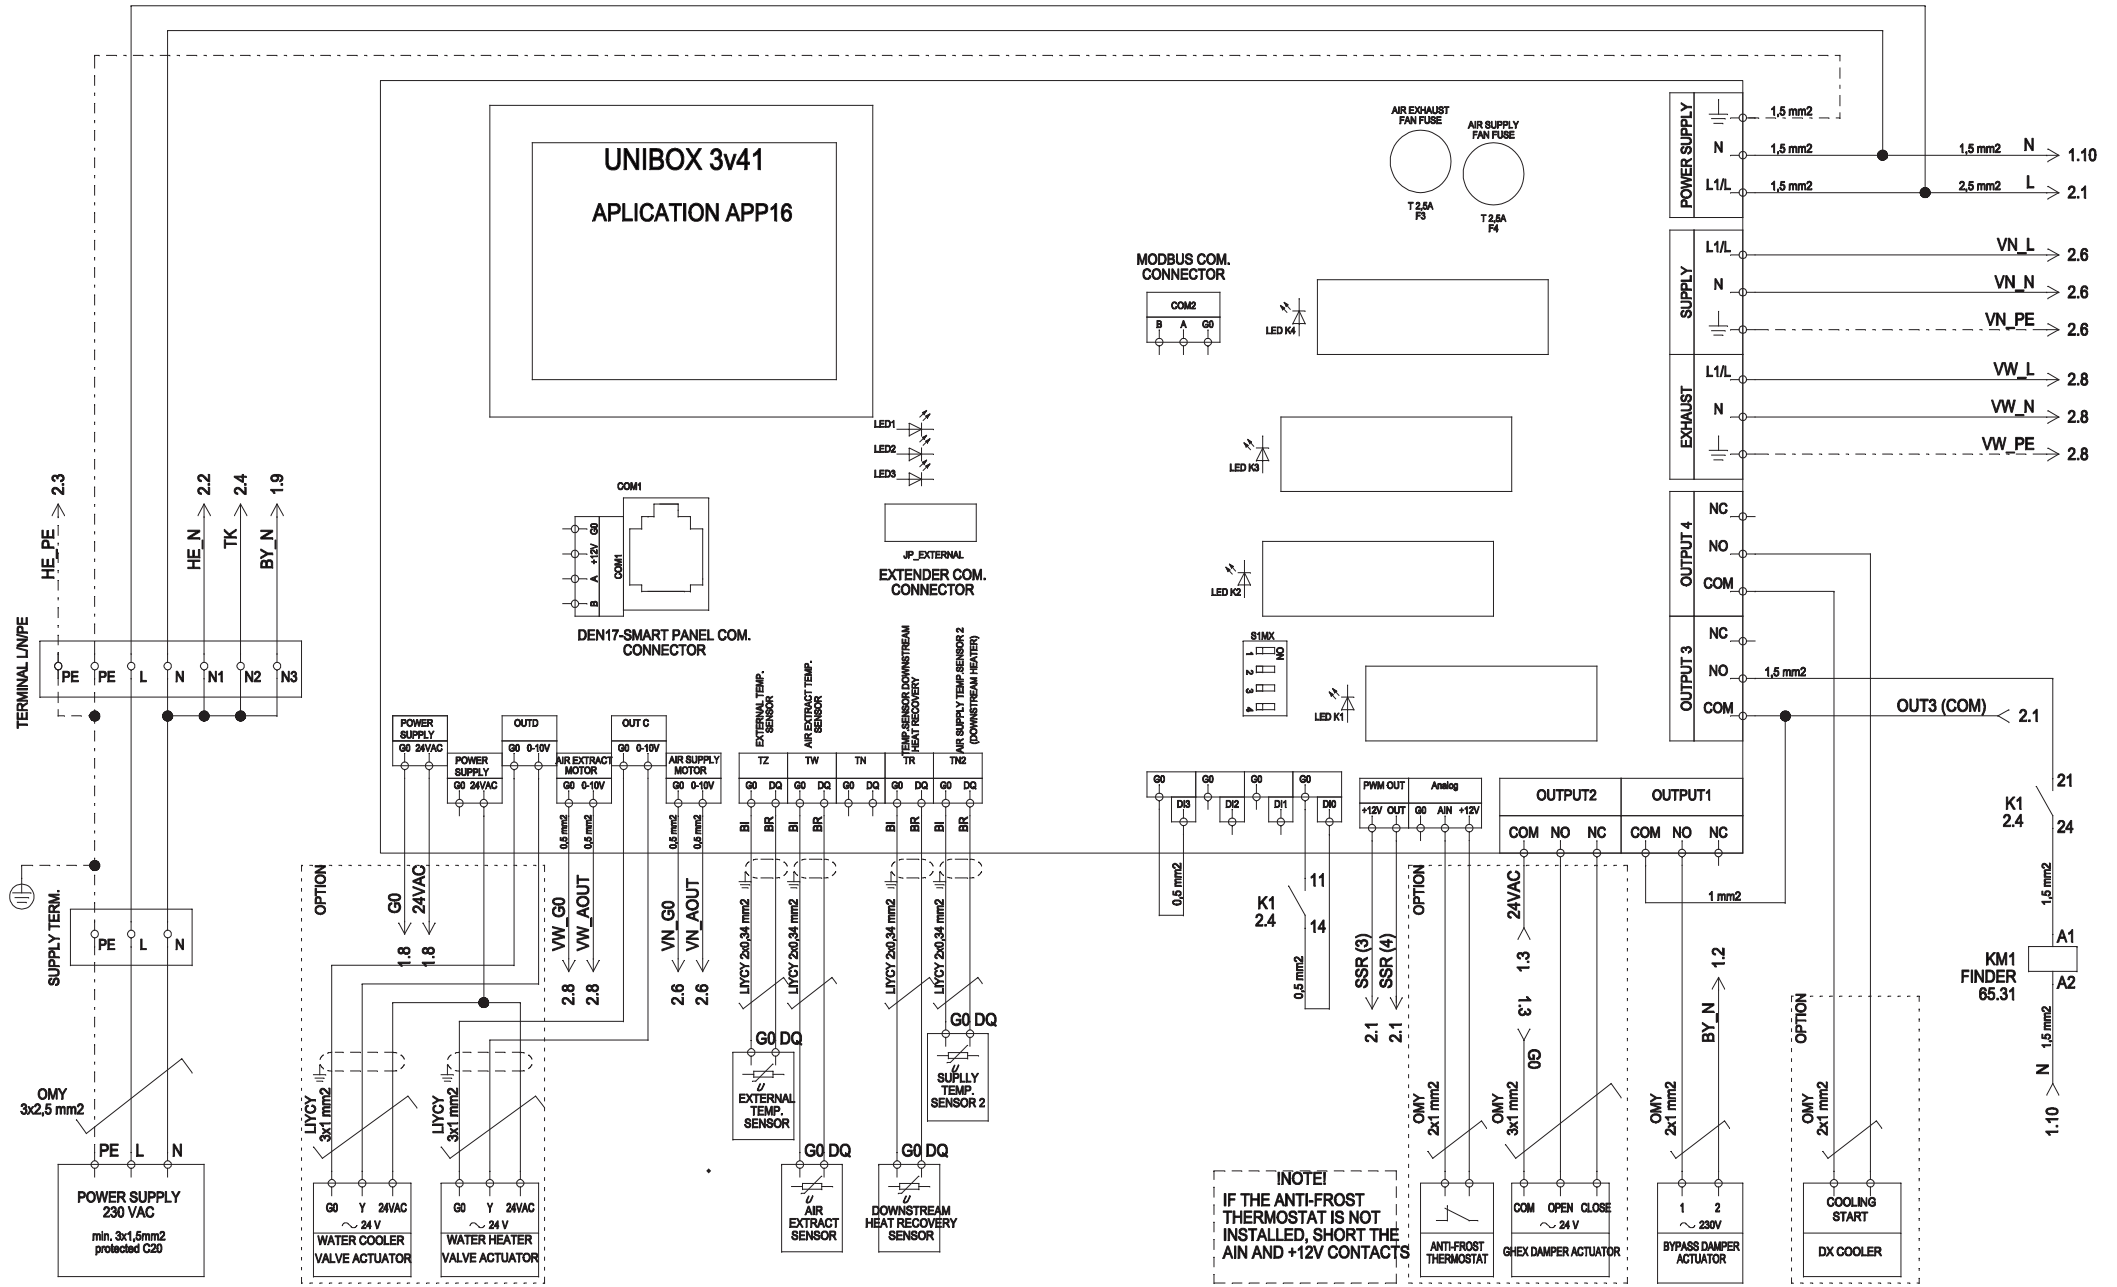 UNIBOX 3v41
APLICATION APP16
AIR EXHAUST
FAN FUSE
T 2,5A
F3
AIR SUPPLY
FAN FUSE
T 2,5A
F4
MODBUS COM.
CONNECTOR
COM2
B A G0
LED K4
LED K3
LED K2
LED K1
S1MX
ON
1
2
3
4
LED1
LED2
LED3
JP_EXTERNAL
EXTENDER COM.
CONNECTOR
COM1
COM1
G0
+12V
A
B
DEN17-SMART PANEL COM.
CONNECTOR
POWER SUPPLY
N
L1/L
1,5 mm2
1,5 mm2
1,5 mm2
1,5 mm2 N 1.10
2,5 mm2 L 2.1
SUPPLY
L1/L
N
VN_L 2.6
VN_N 2.6
VN_PE 2.6
EXHAUST
L1/L
N
VW_L 2.8
VW_N 2.8
VW_PE 2.8
OUTPUT 4
NC
NO
COM
OUTPUT 3
NC
NO
COM
1,5 mm2
OUT3 (COM) 2.1
K1
2.4
21
24
1,5 mm2
A1
KM1
FINDER
65.31
A2
1,5 mm2
N
1.10
HE_PE 2.3
HE_N 2.2
TK 2.4
BY_N 1.9
TERMINAL L/N/PE
PE PE L N N1 N2 N3
SUPPLY TERM.
PE L N
OMY
3x2,5 mm2
PE L N
POWER SUPPLY
230 VAC
min. 3x1,5mm2
protected C20
POWER
SUPPLY
G0 24VAC
POWER
SUPPLY
G0 24VAC
OUTD
G0 0-10V
AIR EXTRACT
MOTOR
G0 0-10V
OUT C
G0 0-10V
AIR SUPPLY
MOTOR
G0 0-10V
OPTION
G0
1.8
24VAC
1.8
0,5 mm2
0,5 mm2
VW_G0
2.8
VW_AOUT
2.8
0,5 mm2
0,5 mm2
VN_G0
2.6
VN_AOUT
2.6
LIYCY
3x1 mm2
LIYCY
3x1 mm2
G0 Y 24VAC
24 V
WATER COOLER
VALVE ACTUATOR
G0 Y 24VAC
24 V
WATER HEATER
VALVE ACTUATOR
EXTERNAL TEMP.
SENSOR
AIR EXTRACT TEMP.
SENSOR
TEMP.SENSOR DOWNSTREAM
HEAT RECOVERY
AIR SUPPLY TEMP.SENSOR 2
(DOWNSTREAM HEATER)
TZ TW TN TR TN2
G0 DQ G0 DQ G0 DQ G0 DQ G0 DQ
BI BR BI BR BI BR BI BR
LIYCY 2x0,34 mm2
LIYCY 2x0,34 mm2
LIYCY 2x0,34 mm2
LIYCY 2x0,34 mm2
G0 DQ
U
EXTERNAL
TEMP.
SENSOR
G0 DQ
U
AIR
EXTRACT
SENSOR
G0 DQ
U
DOWNSTREAM
HEAT RECOVERY
SENSOR
G0 DQ
U
SUPLLY
TEMP.
SENSOR 2
G0 G0 G0 G0
DI3 DI2 DI1 DI0
0,5 mm2
K1
2.4
11
14
0,5 mm2
PWM OUT
+12V OUT
Analog
G0 AIN +12V
SSR (3)
2.1
SSR (4)
2.1
OUTPUT2
COM NO NC
OUTPUT1
COM NO NC
1 mm2
OPTION
24VAC
1.3
1.3
G0
OMY
2x1 mm2
OMY
3x1 mm2
OMY
2x1 mm2
BY_N 1.2
OPTION
OMY
2x1 mm2
!NOTE!
IF THE ANTI-FROST
THERMOSTAT IS NOT
INSTALLED, SHORT THE
AIN AND +12V CONTACTS
ANTI-FROST
THERMOSTAT
COM OPEN CLOSE
24 V
GHEX DAMPER ACTUATOR
1 2
230V
BYPASS DAMPER
ACTUATOR
COOLING
START
DX COOLER